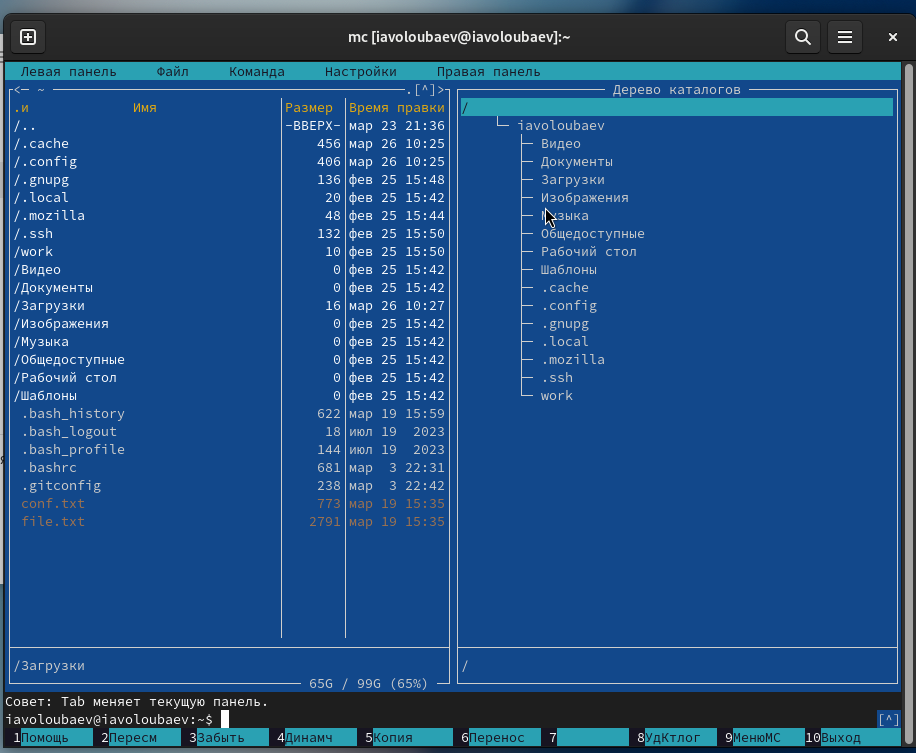 mc [iavoloubaev@iavoloubaev]:~
Левая панель Файл Команда Настройки Правая панель
<— ~ .[^]> Дерево каталогов
.и Имя Размер Время правки
/.. -ВВЕРХ- мар 23 21:36
/.cache 456 мар 26 10:25
/.config 406 мар 26 10:25
/.gnupg 136 фев 25 15:48
/.local 20 фев 25 15:42
/.mozilla 48 фев 25 15:44
/.ssh 132 фев 25 15:50
/work 10 фев 25 15:50
/Видео 0 фев 25 15:42
/Документы 0 фев 25 15:42
/Загрузки 16 мар 26 10:27
/Изображения 0 фев 25 15:42
/Музыка 0 фев 25 15:42
/Общедоступные 0 фев 25 15:42
/Рабочий стол 0 фев 25 15:42
/Шаблоны 0 фев 25 15:42
.bash_history 622 мар 19 15:59
.bash_logout 18 июл 19 2023
.bash_profile 144 июл 19 2023
.bashrc 681 мар 3 22:31
.gitconfig 238 мар 3 22:42
conf.txt 773 мар 19 15:35
file.txt 2791 мар 19 15:35
/Загрузки
65G / 99G (65%)
/
iavoloubaev
Видео
Документы
Загрузки
Изображения
Музыка
Общедоступные
Рабочий стол
Шаблоны
.cache
.config
.gnupg
.local
.mozilla
.ssh
work
/
Совет: Tab меняет текущую панель.
iavoloubaev@iavoloubaev:~$ [^]
1Помощь 2Пересм 3Забыть 4Динамч 5Копия 6Перенос 7 8УдКтлог 9МенюMC 10Выход